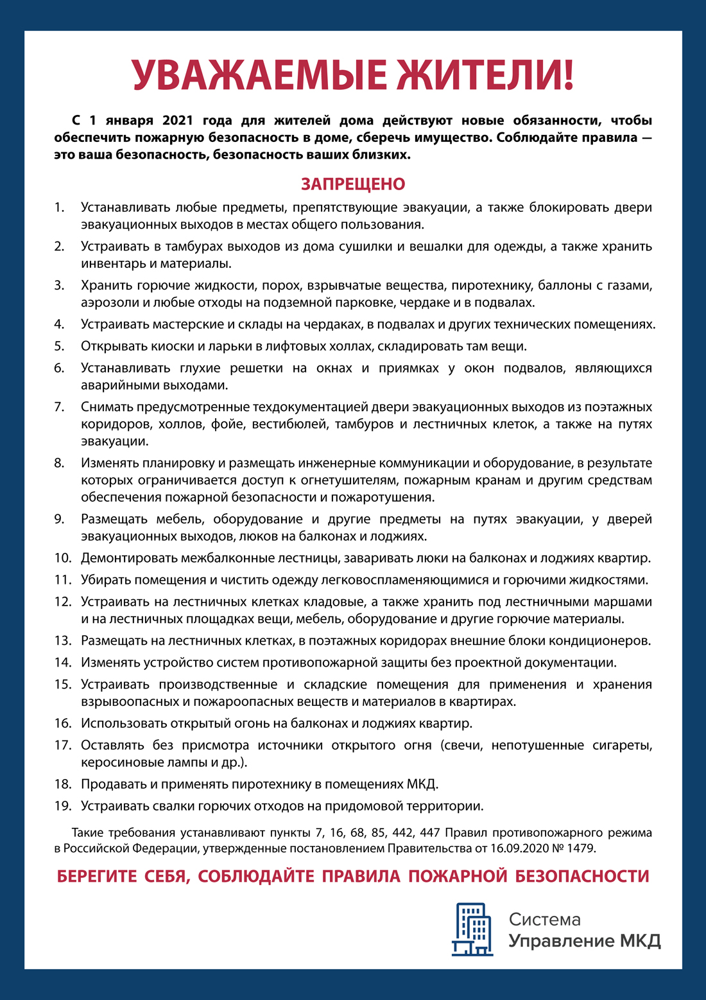 УВАЖАЕМЫЕ ЖИТЕЛИ!
С 1 января 2021 года для жителей дома действуют новые обязанности, чтобы
обеспечить пожарную безопасность в доме, сберечь имущество. Соблюдайте правила —
это ваша безопасность, безопасность ваших близких.
ЗАПРЕЩЕНО
1. Устанавливать любые предметы, препятствующие эвакуации, а также блокировать двери
эвакуационных выходов в местах общего пользования.
2. Устраивать в тамбурах выходов из дома сушилки и вешалки для одежды, а также хранить
инвентарь и материалы.
3. Хранить горючие жидкости, порох, взрывчатые вещества, пиротехнику, баллоны с газами,
аэрозоли и любые отходы на подземной парковке, чердаке и в подвалах.
4. Устраивать мастерские и склады на чердаках, в подвалах и других технических помещениях.
5. Открывать киоски и ларьки в лифтовых холлах, складировать там вещи.
6. Устанавливать глухие решетки на окнах и приямках у окон подвалов, являющихся
аварийными выходами.
7. Снимать предусмотренные техдокументацией двери эвакуационных выходов из поэтажных
коридоров, холлов, фойе, вестибюлей, тамбуров и лестничных клеток, а также на путях
эвакуации.
8. Изменять планировку и размещать инженерные коммуникации и оборудование, в результате
которых ограничивается доступ к огнетушителям, пожарным кранам и другим средствам
обеспечения пожарной безопасности и пожаротушения.
9. Размещать мебель, оборудование и другие предметы на путях эвакуации, у дверей
эвакуационных выходов, люков на балконах и лоджиях.
10. Демонтировать межбалконные лестницы, заваривать люки на балконах и лоджиях квартир.
11. Убирать помещения и чистить одежду легковоспламеняющимися и горючими жидкостями.
12. Устраивать на лестничных клетках кладовые, а также хранить под лестничными маршами
и на лестничных площадках вещи, мебель, оборудование и другие горючие материалы.
13. Размещать на лестничных клетках, в поэтажных коридорах внешние блоки кондиционеров.
14. Изменять устройство систем противопожарной защиты без проектной документации.
15. Устраивать производственные и складские помещения для применения и хранения
взрывоопасных и пожароопасных веществ и материалов в квартирах.
16. Использовать открытый огонь на балконах и лоджиях квартир.
17. Оставлять без присмотра источники открытого огня (свечи, непотушенные сигареты,
керосиновые лампы и др.).
18. Продавать и применять пиротехнику в помещениях МКД.
19. Устраивать свалки горючих отходов на придомовой территории.
Такие требования устанавливают пункты 7, 16, 68, 85, 442, 447 Правил противопожарного режима
в Российской Федерации, утвержденные постановлением Правительства от 16.09.2020 № 1479.
БЕРЕГИТЕ СЕБЯ, СОБЛЮДАЙТЕ ПРАВИЛА ПОЖАРНОЙ БЕЗОПАСНОСТИ
Система
Управление МКД